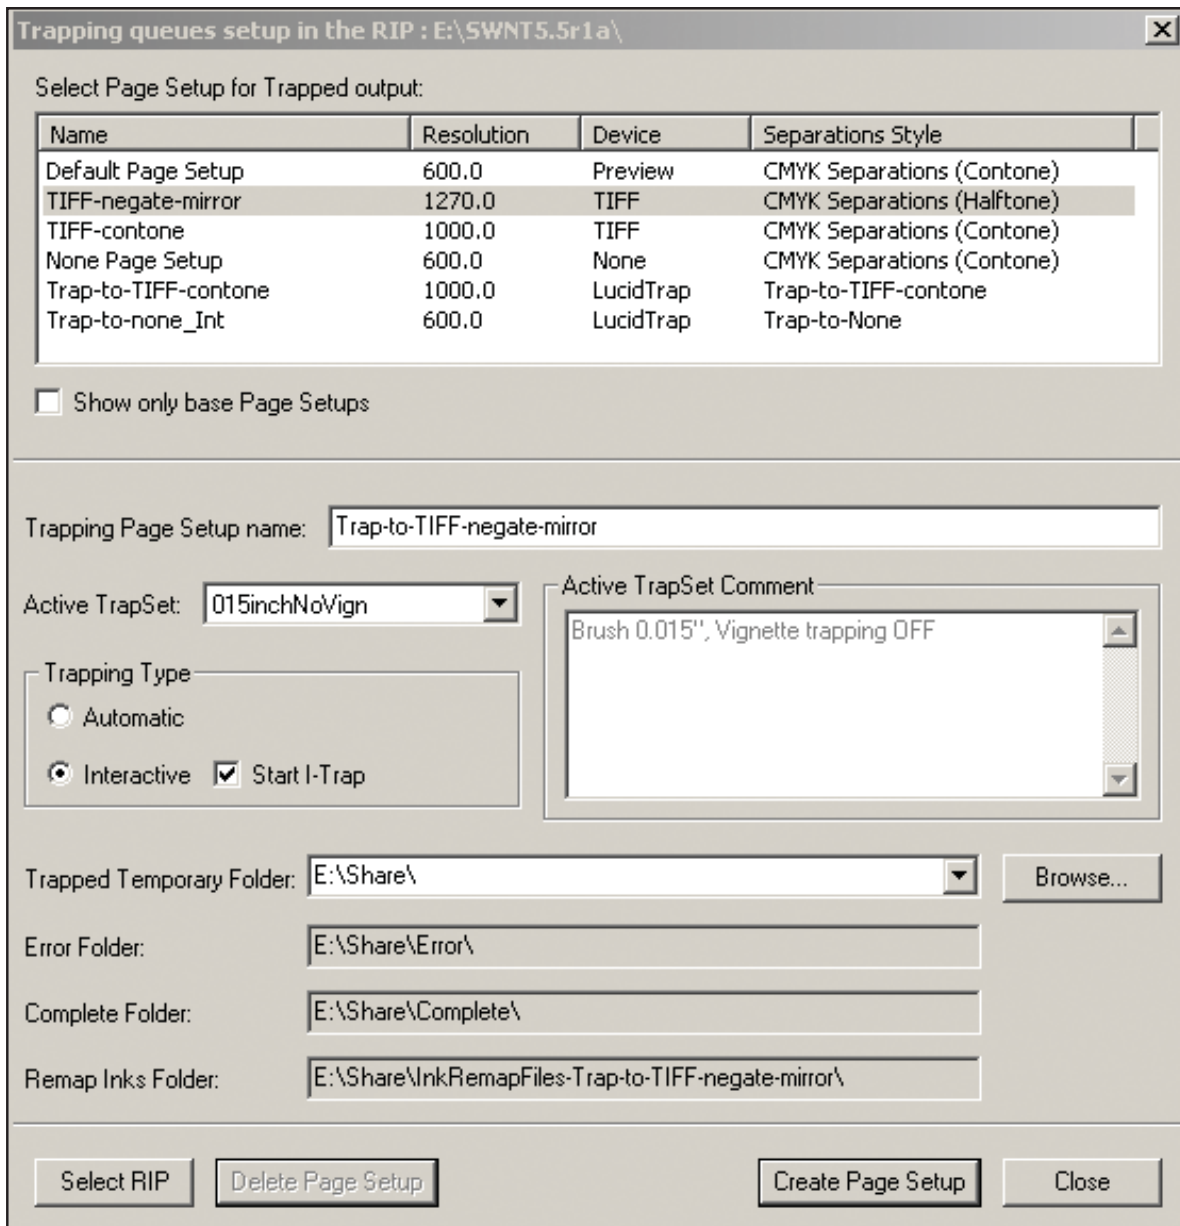 Trapping queues setup in the RIP : E:\SWNT5.5r1a\
Select Page Setup for Trapped output:
Name Resolution Device Separations Style
Default Page Setup 600.0 Preview CMYK Separations (Contone)
TIFF-negate-mirror 1270.0 TIFF CMYK Separations (Halftone)
TIFF-contone 1000.0 TIFF CMYK Separations (Contone)
None Page Setup 600.0 None CMYK Separations (Contone)
Trap-to-TIFF-contone 1000.0 LucidTrap Trap-to-TIFF-contone
Trap-to-none_Int 600.0 LucidTrap Trap-to-None
Show only base Page Setups
Trapping Page Setup name: Trap-to-TIFF-negate-mirror
Active TrapSet: 015inchNoVign
Active TrapSet Comment
Brush 0.015", Vignette trapping OFF
Trapping Type
Automatic
Interactive Start I-Trap
Trapped Temporary Folder: E:\Share\ Browse...
Error Folder: E:\Share\Error\
Complete Folder: E:\Share\Complete\
Remap Inks Folder: E:\Share\InkRemapFiles-Trap-to-TIFF-negate-mirror\
Select RIP Delete Page Setup Create Page Setup Close